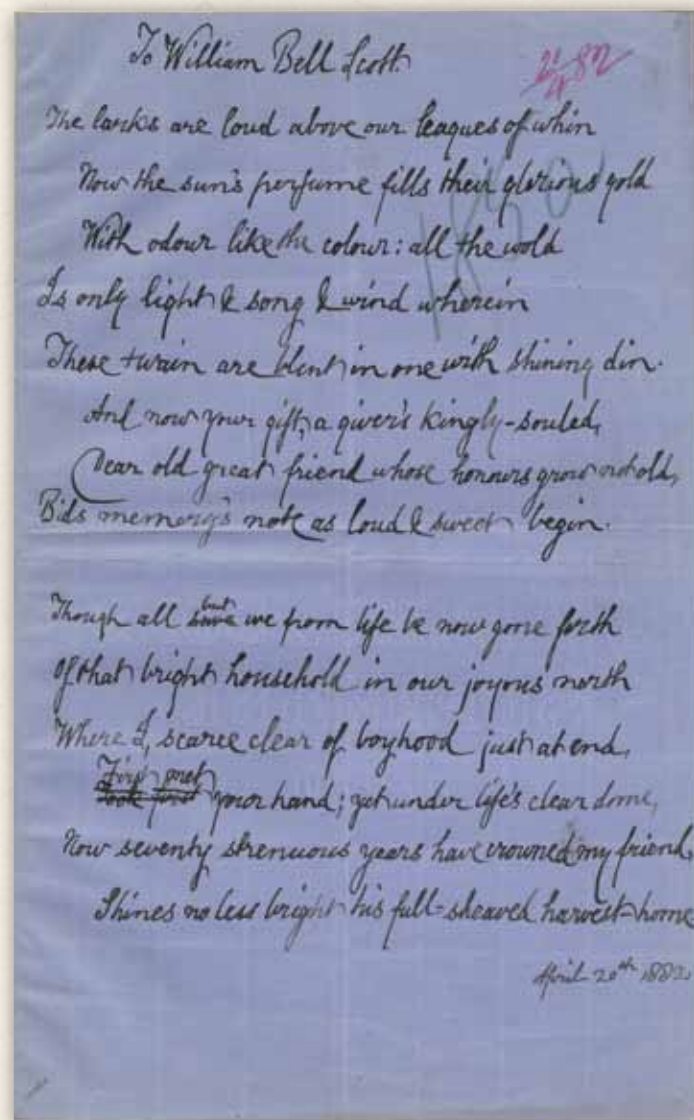 To William Bell Scott.
21/4 82
The larks are loud above our leagues of whin
Now the sun's perfume fills their glorious gold
With odour like the colour: all the wold
Is only light & song & wind wherein
These twain are blent in one with shining din.
And now your gift, a giver's kingly-souled,
Dear old great friend whose honours grow not old,
Bids memory's note as loud & sweet begin.
Though all save but we from life be now gone forth
Of that bright household in our joyous north
Where I, scarce clear of boyhood just at end,
First met
took first your hand; yet under life's clear dome,
Now seventy strenuous years have crowned my friend,
Shines no less bright his full-sheaved harvest-home
April 20th 1882